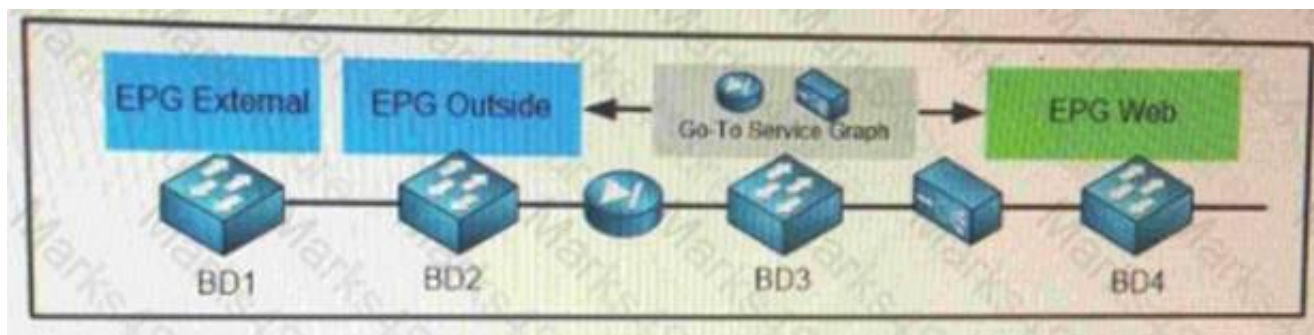 EPG External
EPG Outside
Go-To Service Graph
EPG Web
BD1
BD2
BD3
BD4